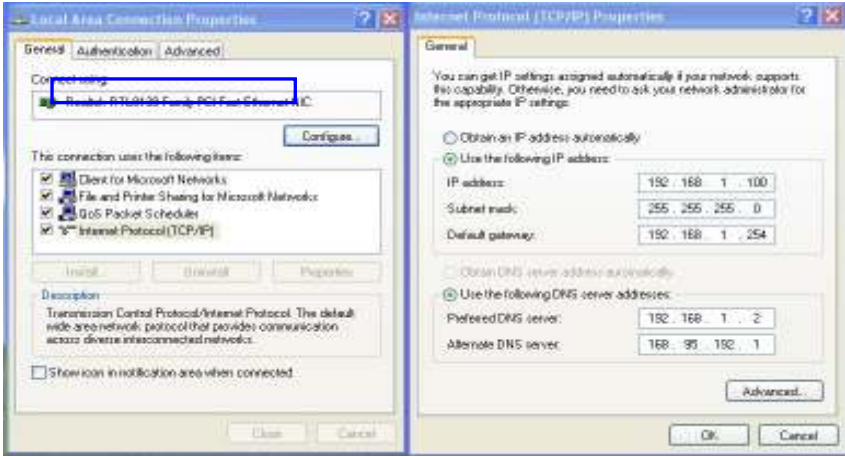 Local Area Connection Properties
General Authentication Advanced
Connect using:
Realtek RTL8139 Family PCI Fast Ethernet NIC
Configure...
This connection uses the following items:
Client for Microsoft Networks
File and Printer Sharing for Microsoft Networks
QoS Packet Scheduler
Internet Protocol (TCP/IP)
Install... Uninstall Properties
Description
Transmission Control Protocol/Internet Protocol. The default
wide area network protocol that provides communication
across diverse interconnected networks.
Show icon in notification area when connected
Close Cancel
Internet Protocol (TCP/IP) Properties
General
You can get IP settings assigned automatically if your network supports
this capability. Otherwise, you need to ask your network administrator for
the appropriate IP settings.
Obtain an IP address automatically
Use the following IP address:
IP address: 192 . 168 . 1 . 100
Subnet mask: 255 . 255 . 255 . 0
Default gateway: 192 . 168 . 1 . 254
Obtain DNS server address automatically
Use the following DNS server addresses:
Preferred DNS server: 192 . 168 . 1 . 2
Alternate DNS server: 168 . 95 . 192 . 1
Advanced...
OK Cancel